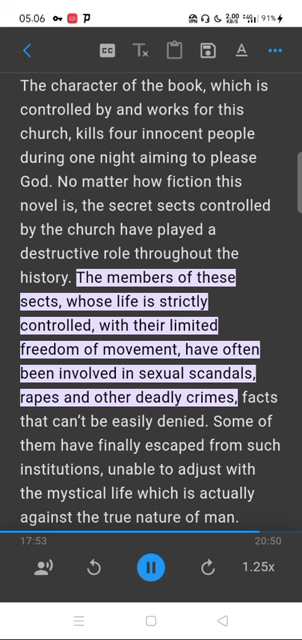 05.06
2,00 KB/s
4G
91%
CC
A
The character of the book, which is
controlled by and works for this
church, kills four innocent people
during one night aiming to please
God. No matter how fiction this
novel is, the secret sects controlled
by the church have played a
destructive role throughout the
history. The members of these
sects, whose life is strictly
controlled, with their limited
freedom of movement, have often
been involved in sexual scandals,
rapes and other deadly crimes, facts
that can't be easily denied. Some of
them have finally escaped from such
institutions, unable to adjust with
the mystical life which is actually
against the true nature of man.
17:53
20:50
1.25x